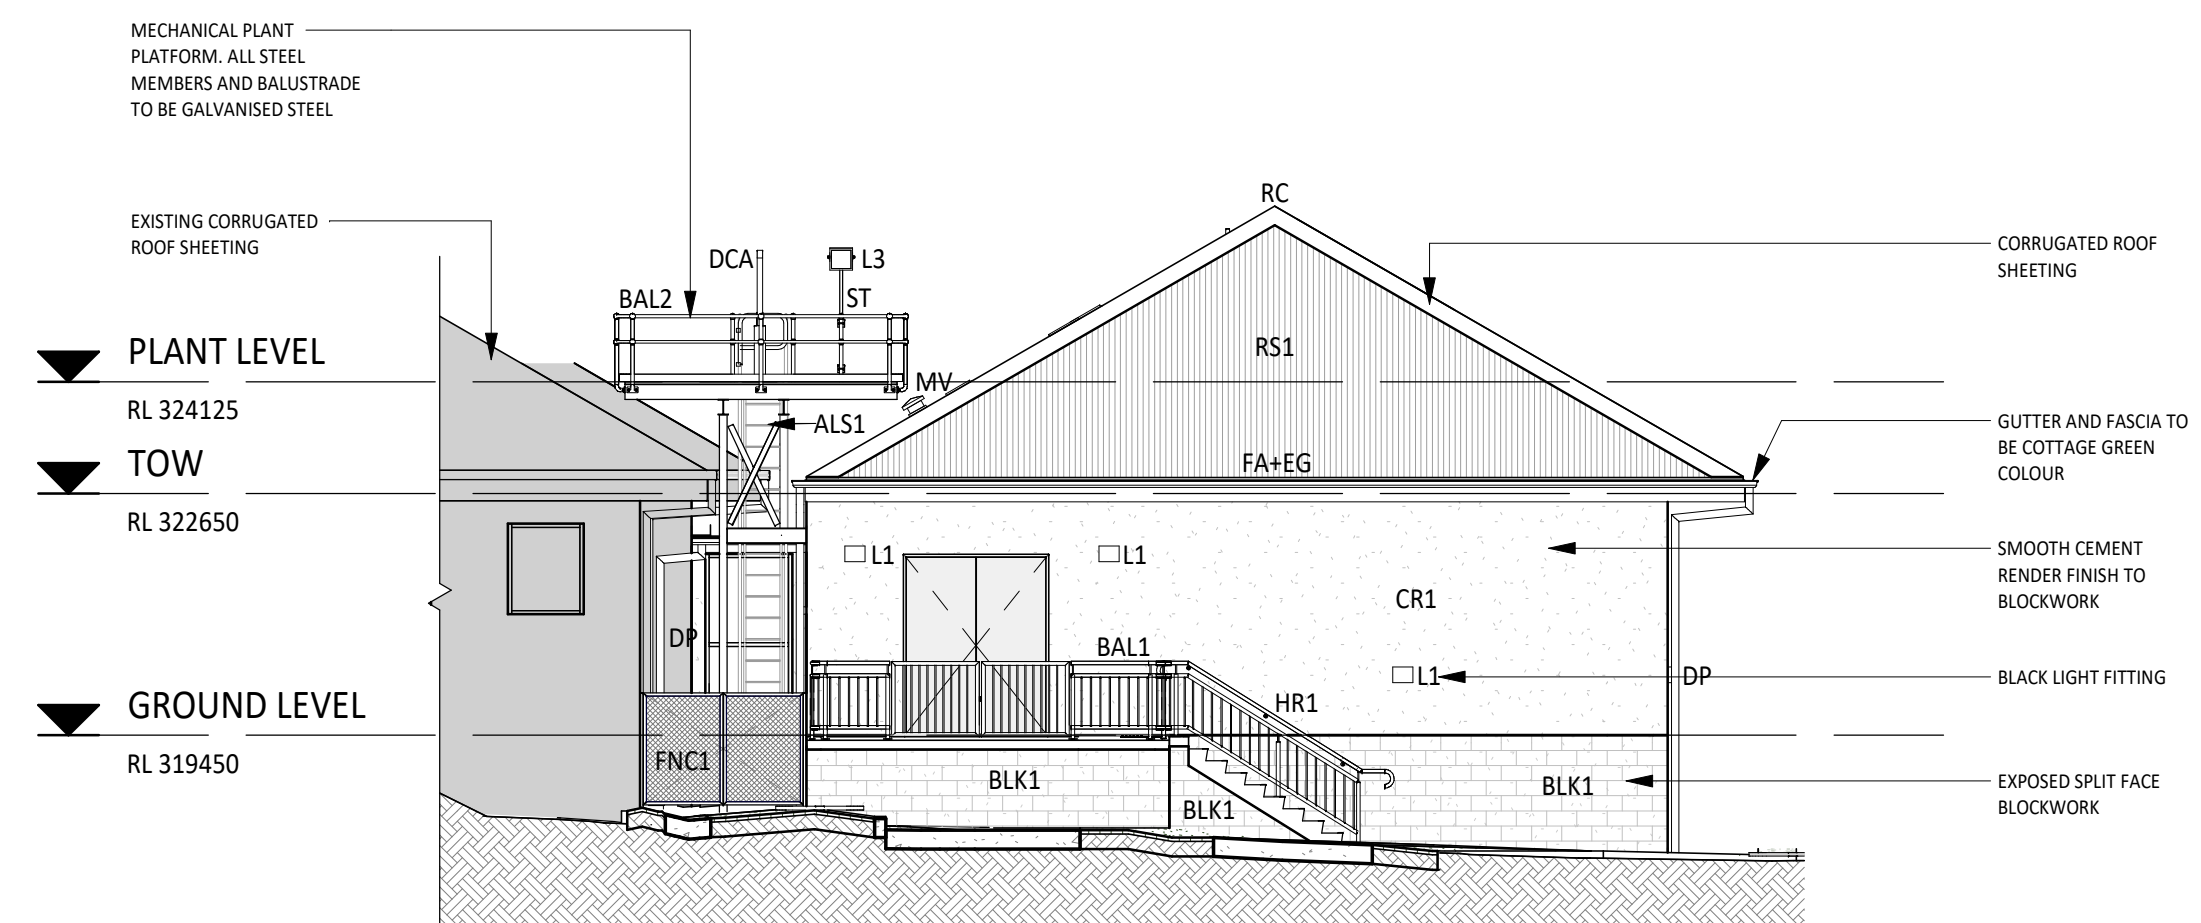 MECHANICAL PLANT
PLATFORM. ALL STEEL
MEMBERS AND BALUSTRADE
TO BE GALVANISED STEEL
EXISTING CORRUGATED
ROOF SHEETING
PLANT LEVEL
RL 324125
TOW
RL 322650
GROUND LEVEL
RL 319450
DCA
L3
BAL2
ST
MV
ALS1
RC
RS1
FA+EG
L1
L1
CR1
DP
BAL1
L1
DP
HR1
FNC1
BLK1
BLK1
BLK1
CORRUGATED ROOF
SHEETING
GUTTER AND FASCIA TO
BE COTTAGE GREEN
COLOUR
SMOOTH CEMENT
RENDER FINISH TO
BLOCKWORK
BLACK LIGHT FITTING
EXPOSED SPLIT FACE
BLOCKWORK